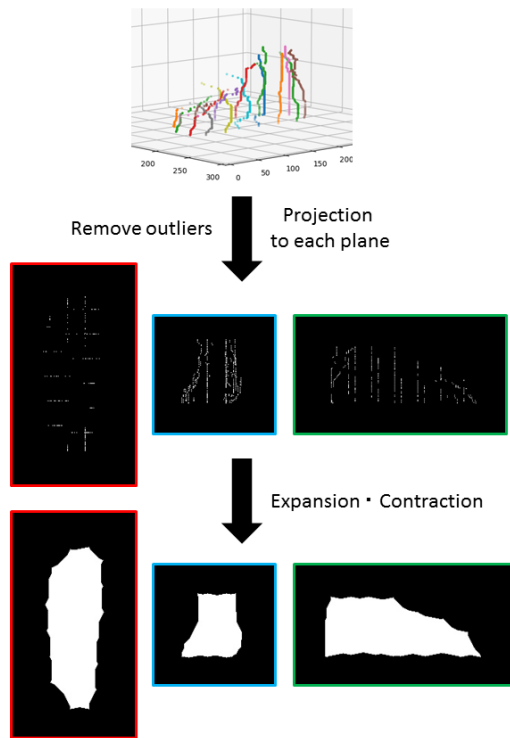 200
250
300
0
50
100
150
200
Remove outliers
Projection
to each plane
Expansion・Contraction